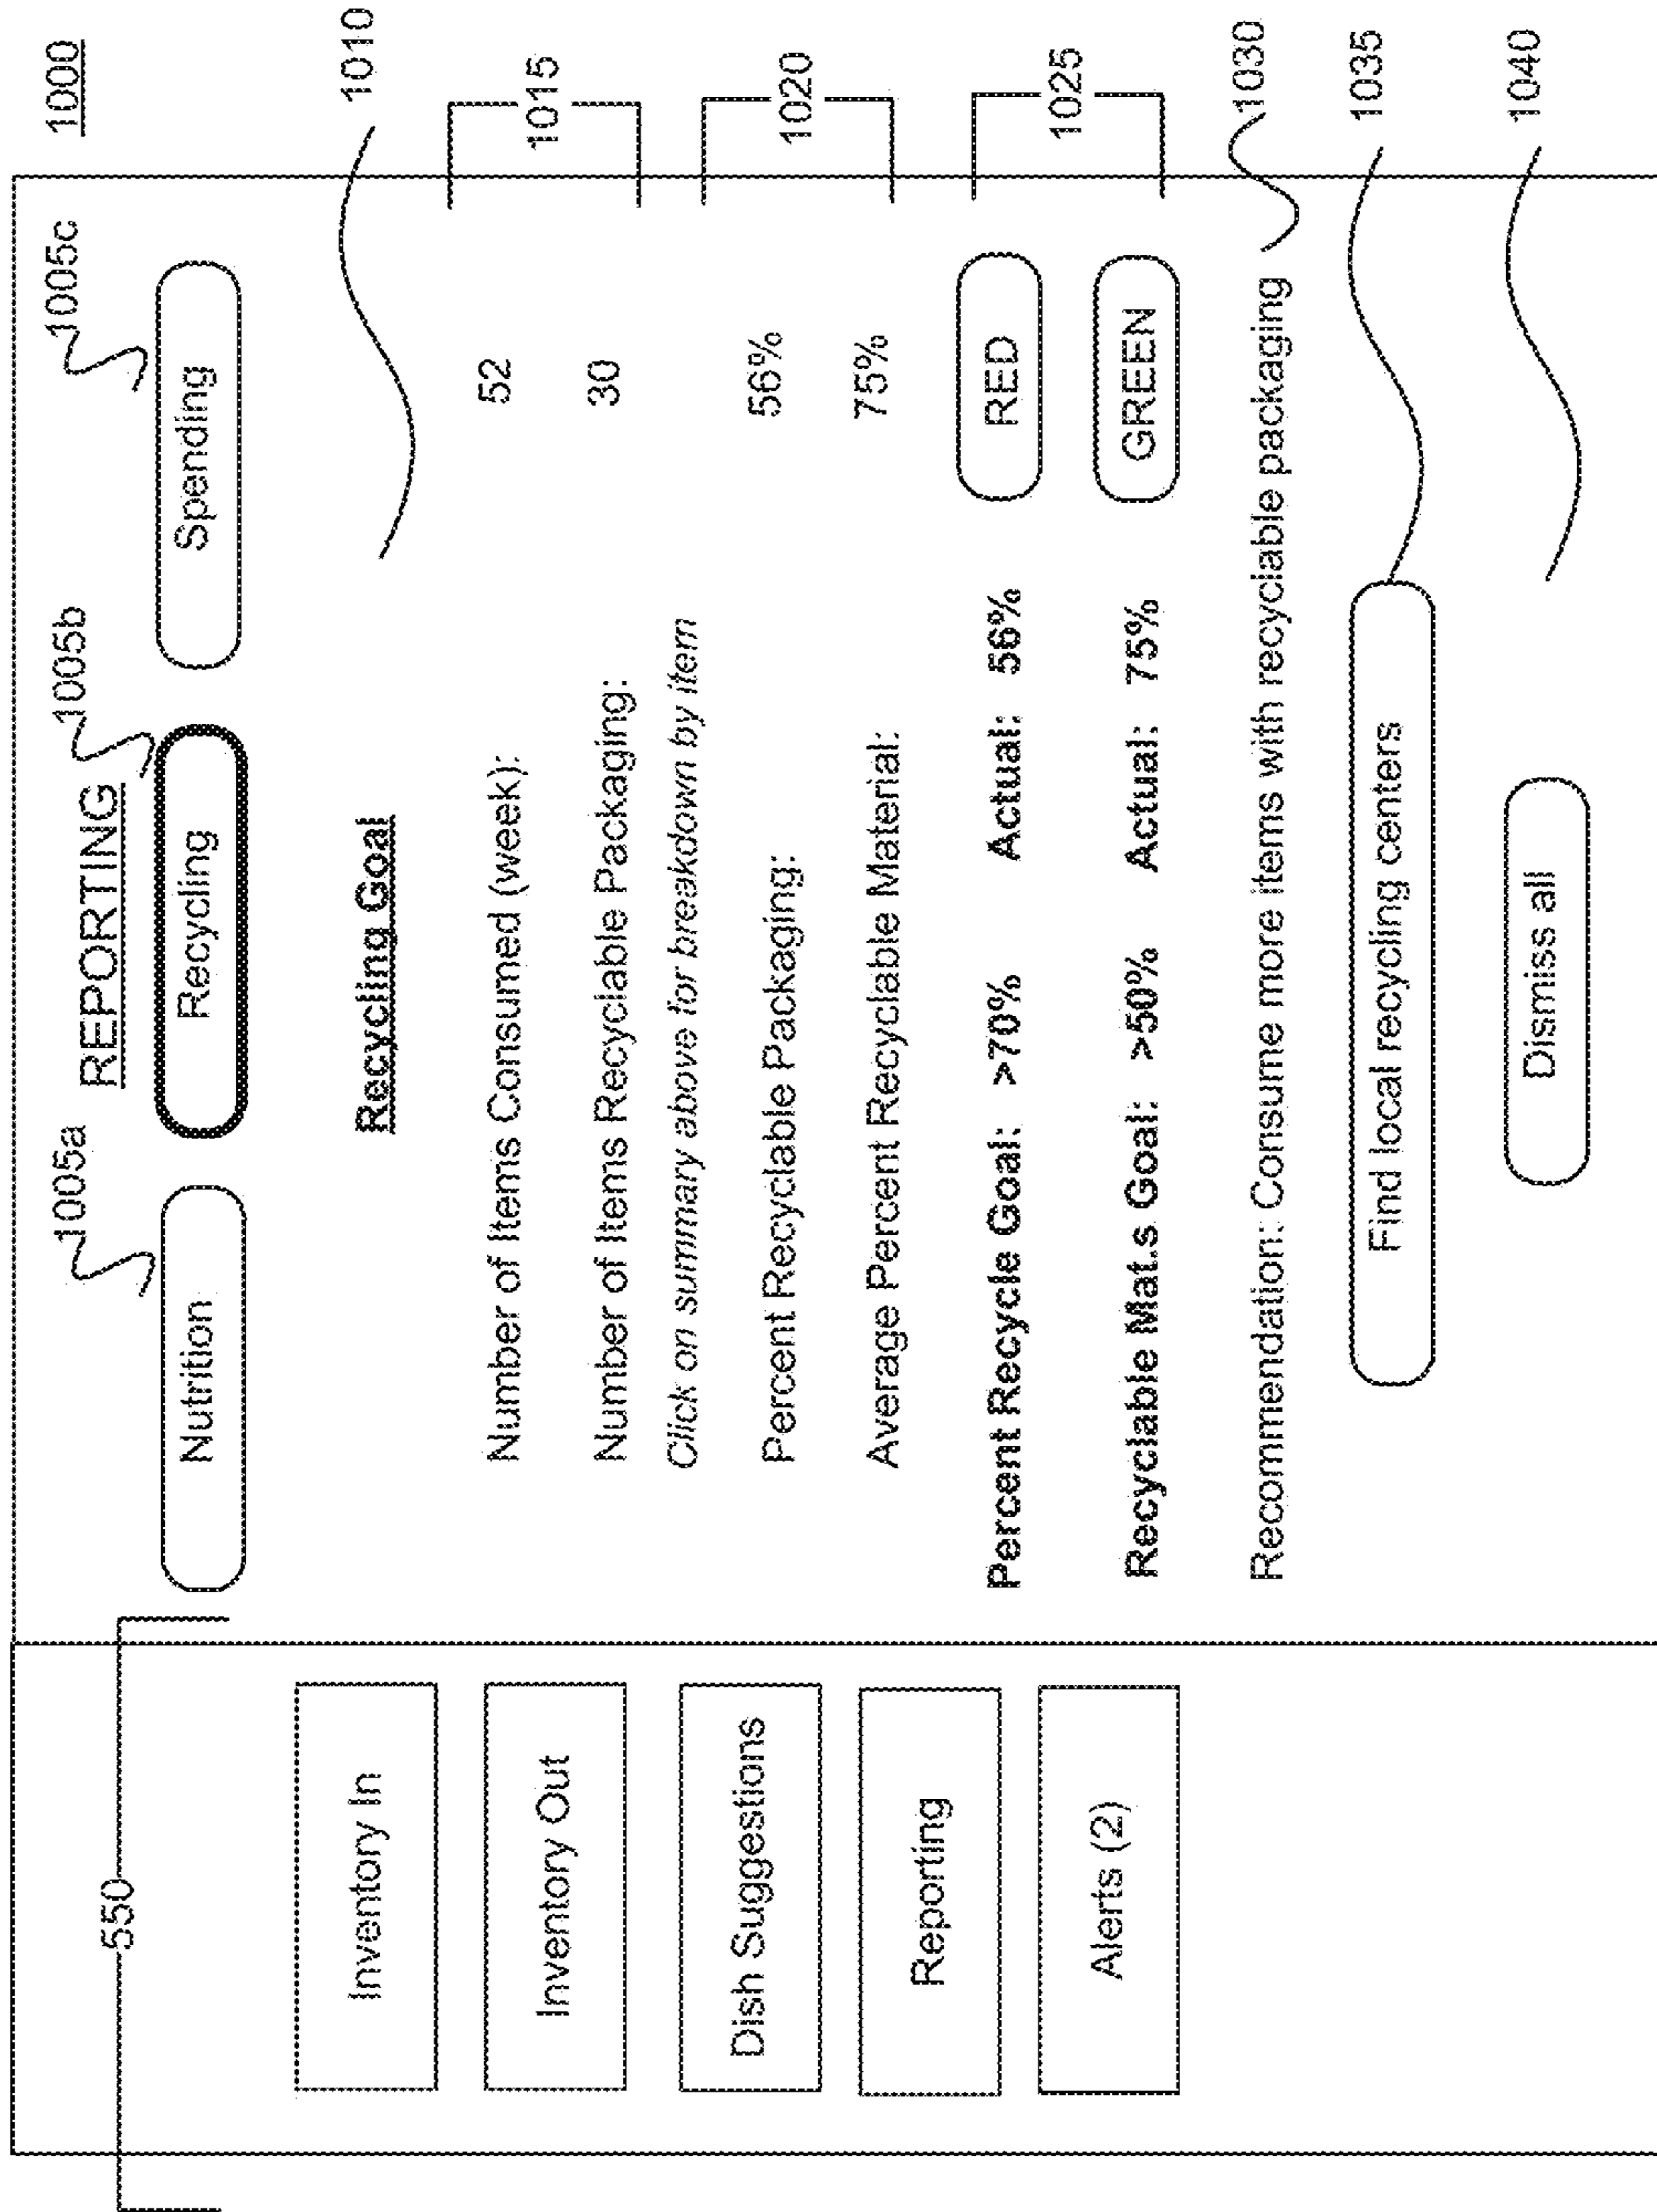 1000
550
REPORTING
1005a
1005b
1005c
Nutrition
Recycling
Spending
Inventory In
Inventory Out
Dish Suggestions
Reporting
Alerts (2)
Recycling Goal
1010
Number of Items Consumed (week): 52
Number of Items Recyclable Packaging: 30
1015
Click on summary above for breakdown by item
Percent Recyclable Packaging: 56%
Average Percent Recyclable Material: 75%
1020
Percent Recycle Goal: >70% Actual: 56% RED
Recyclable Mat.s Goal: >50% Actual: 75% GREEN
1025
Recommendation: Consume more items with recyclable packaging
1030
Find local recycling centers
1035
Dismiss all
1040